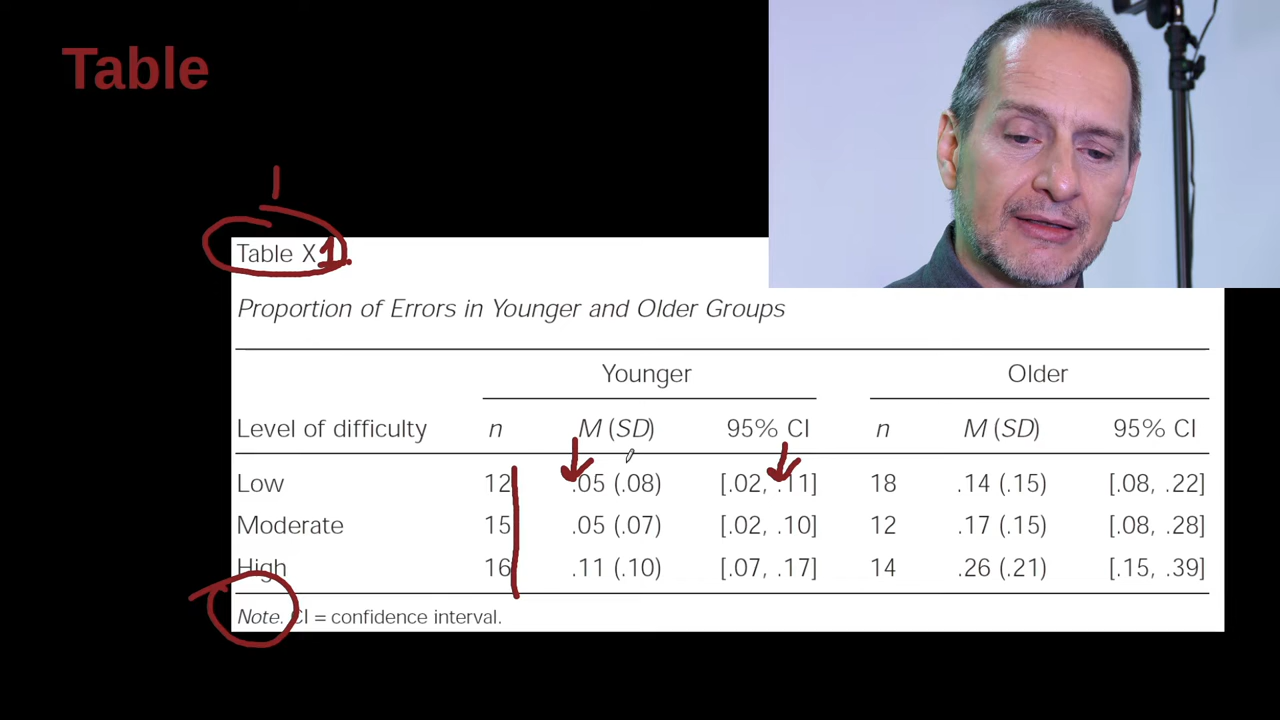 Table
1
Table X 1.
Proportion of Errors in Younger and Older Groups
Younger Older
Level of difficulty n M (SD) 95% CI n M (SD) 95% CI
Low 12 .05 (.08) [.02, .11] 18 .14 (.15) [.08, .22]
Moderate 15 .05 (.07) [.02, .10] 12 .17 (.15) [.08, .28]
High 16 .11 (.10) [.07, .17] 14 .26 (.21) [.15, .39]
Note. CI = confidence interval.